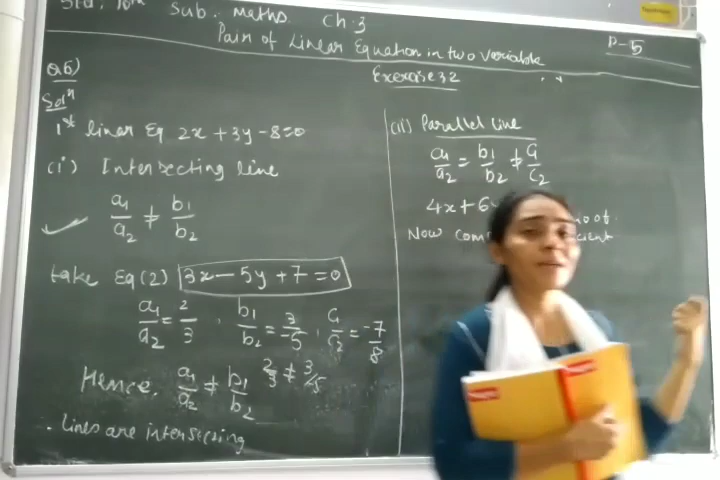 Std: 10th Sub: Maths. Ch: 3
Pair of Linear Equation in two variable
P-5
Exercise 3.2
Q6)
Solⁿ
1st linear Eq 2x + 3y - 8 = 0
(i) Intersecting line
a₁/a₂ ≠ b₁/b₂
take Eq(2) 3x - 5y + 7 = 0
a₁/a₂ = 2/3 , b₁/b₂ = 3/-5 , c₁/c₂ = -7/8
Hence. a₁/a₂ ≠ b₁/b₂ 2/3 ≠ 3/-5
. lines are intersecting
(ii) Parallel Line
a₁/a₂ = b₁/b₂ ≠ c₁/c₂
4x + 6
Now